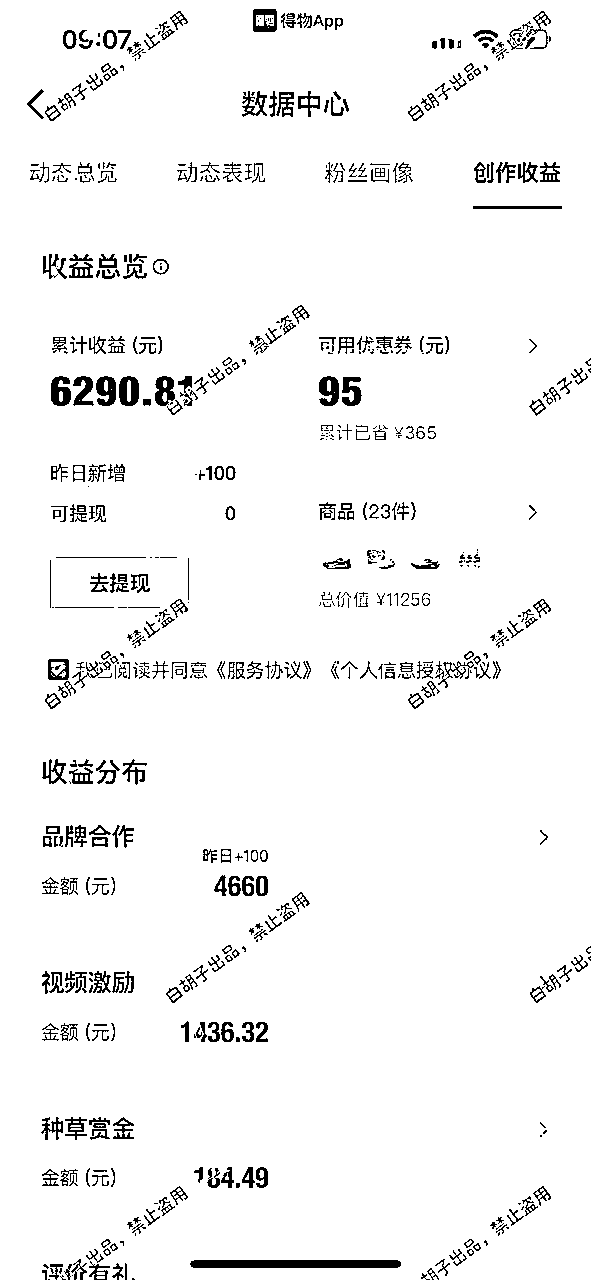 得物App
09:07
数据中心
动态总览 动态表现 粉丝画像 创作收益
收益总览
累计收益 (元) 可用优惠券 (元)
6290.81 95
累计已省 ¥365
昨日新增 +100
可提现 0 商品 (23件)
去提现
总价值 ¥11256
我已阅读并同意《服务协议》《个人信息授权协议》
收益分布
品牌合作
昨日+100
金额 (元) 4660
视频激励
金额 (元) 1436.32
种草赏金
金额 (元) 184.49
评价有礼
白胡子出品，禁止盗用
白胡子出品，禁止盗用
白胡子出品，禁止盗用
白胡子出品
白胡子出品，禁止盗用
白胡子出品，禁止盗用
白胡子出品，禁止盗用
白胡子出品
白胡子出品，禁止盗用
白胡子出品，禁止盗用